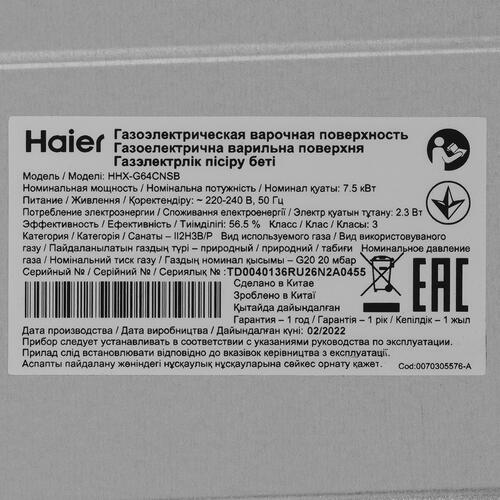 Haier
Газоэлектрическая варочная поверхность
Газоелектрична варильна поверхня
Газэлектрлік пісіру беті
Модель / Моделі: HHX-G64CNSB
Номинальная мощность / Номінальна потужність / Номинал қуаты: 7.5 кВт
Питание / Живлення / Қоректендіру: ~ 220-240 В, 50 Гц
Потребление электроэнергии / Споживання електроенергії / Электр қуатын тұтану: 2.3 Вт
Эффективность / Ефективність / Тиімділігі: 56.5 % Класс / Клас / Класы: 3
Категория / Категорія / Санаты – II2H3B/P Вид используемого газа / Вид використовуваного
газу / Пайдаланылатын газдың түрі – природный / природний / табиғи Номинальное давление
газа / Номінальний тиск газу / Газдың номинал қысымы – G20 20 мбар
Серийный № / Серійний № / Сериялық №: TD0040136RU26N2A0455
Сделано в Китае
Зроблено в Китаї
Қытайда дайындалған
Гарантия – 1 год / Гарантія – 1 рік / Кепілдік – 1 жыл
EAC
Дата производства / Дата виробництва / Дайындалған күні: 02/2022
Прибор следует устанавливать в соответствии с указаниями руководства по эксплуатации.
Прилад слід встановлювати відповідно до вказівок керівництва з експлуатації.
Аспапты пайдалану жөніндегі нұсқаулық нұсқауларына сәйкес орнату қажет.
Cod:0070305576-A